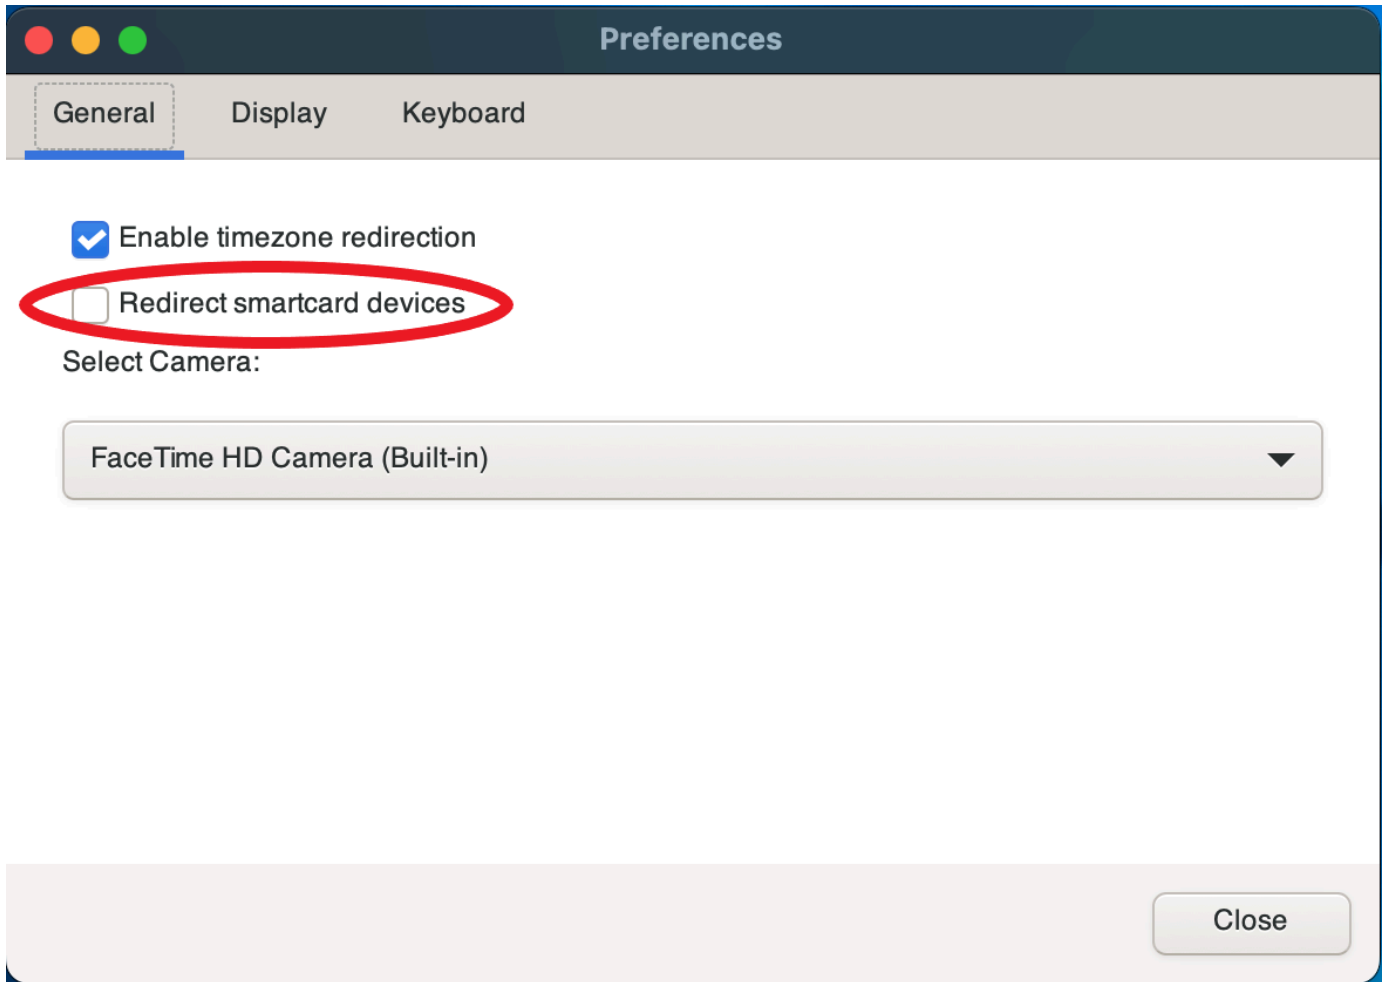 Preferences
General Display Keyboard
Enable timezone redirection
Redirect smartcard devices
Select Camera:
FaceTime HD Camera (Built-in)
Close